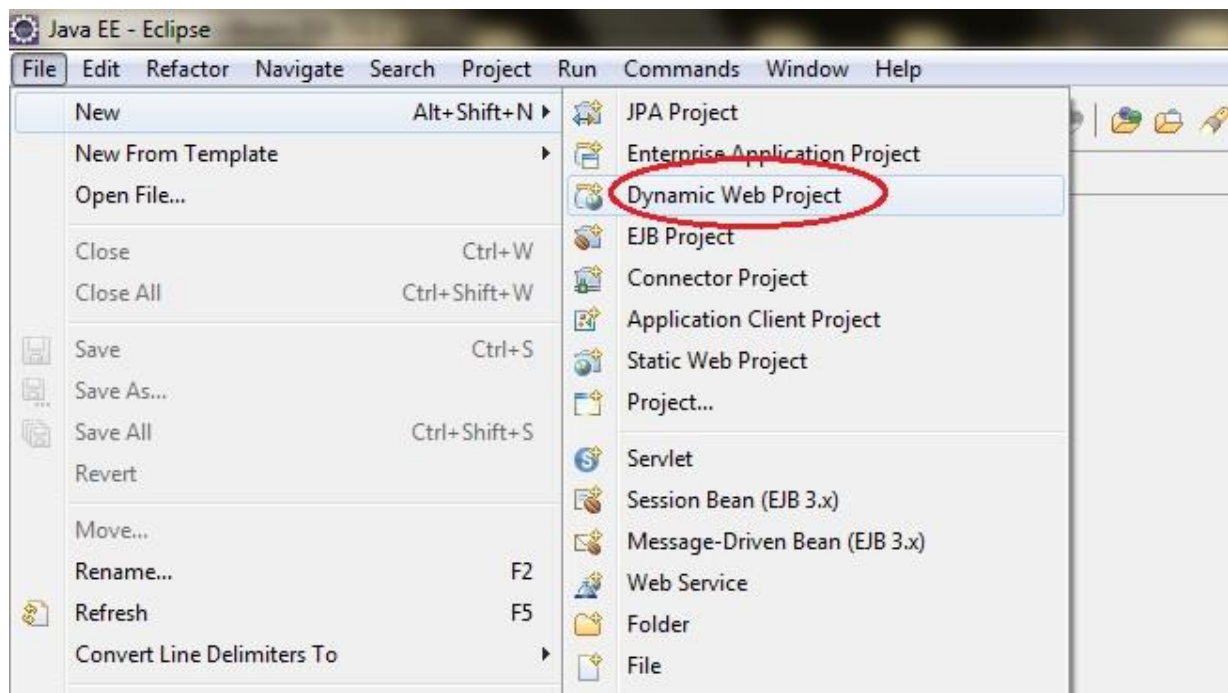 Java EE - Eclipse
File Edit Refactor Navigate Search Project Run Commands Window Help
New Alt+Shift+N
New From Template
Open File...
Close Ctrl+W
Close All Ctrl+Shift+W
Save Ctrl+S
Save As...
Save All Ctrl+Shift+S
Revert
Move...
Rename... F2
Refresh F5
Convert Line Delimiters To
JPA Project
Enterprise Application Project
Dynamic Web Project
EJB Project
Connector Project
Application Client Project
Static Web Project
Project...
Servlet
Session Bean (EJB 3.x)
Message-Driven Bean (EJB 3.x)
Web Service
Folder
File